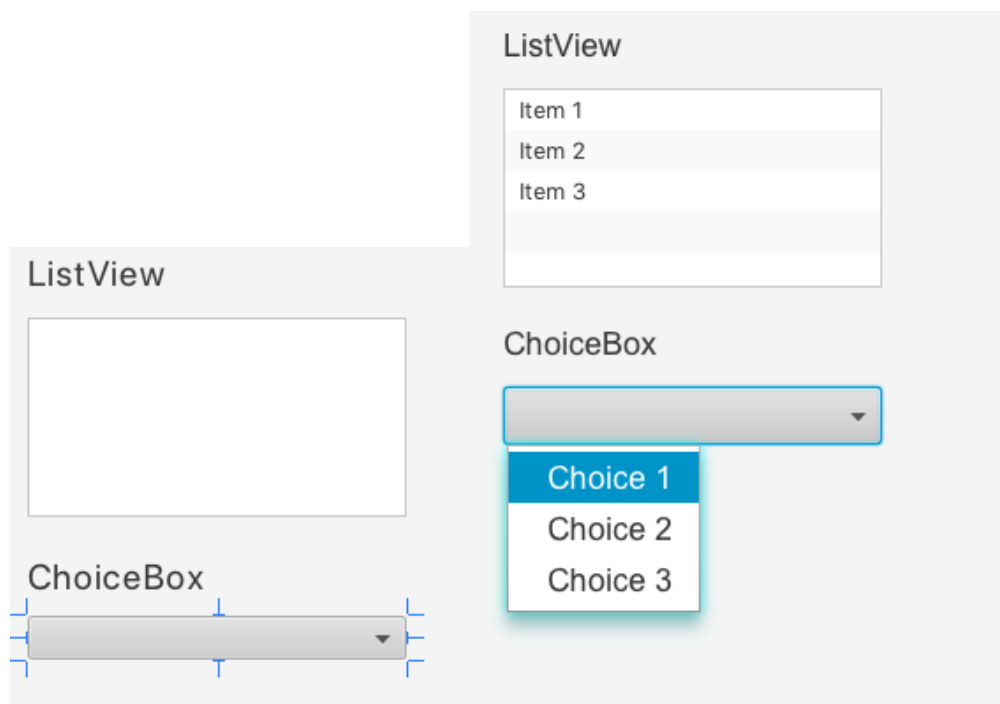 ListView
ChoiceBox
ListView
Item 1
Item 2
Item 3
ChoiceBox
Choice 1
Choice 2
Choice 3